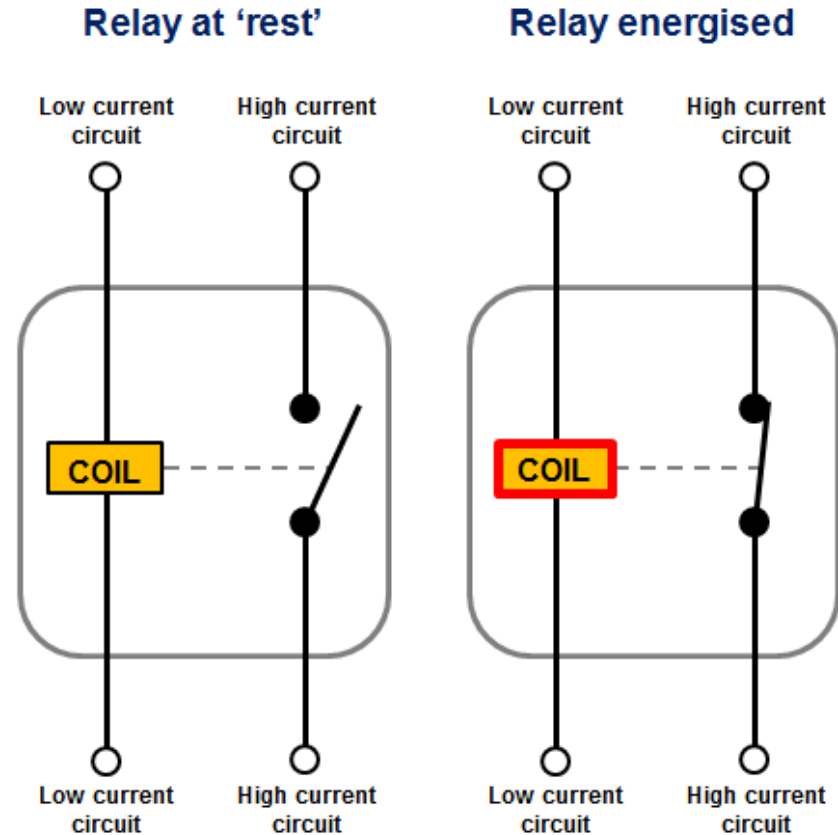 Relay at ‘rest’
Relay energised
Low current
circuit
High current
circuit
Low current
circuit
High current
circuit
COIL
COIL
Low current
circuit
High current
circuit
Low current
circuit
High current
circuit